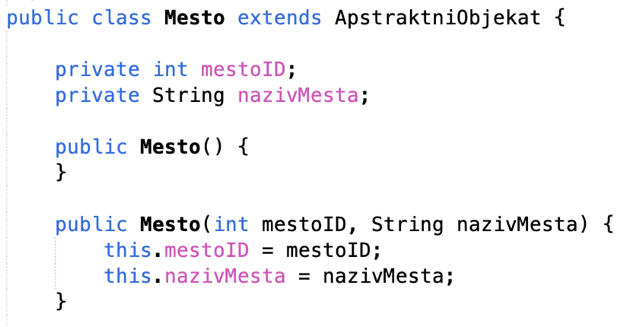 public class Mesto extends ApstraktniObjekat {
private int mestoID;
private String nazivMesta;
public Mesto() {
}
public Mesto(int mestoID, String nazivMesta) {
this.mestoID = mestoID;
this.nazivMesta = nazivMesta;
}